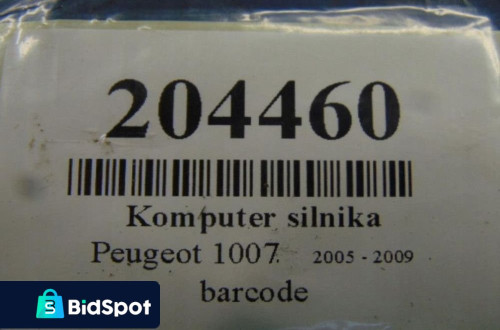 204460
Komputer silnika
Peugeot 1007. 2005 - 2009
barcode
BidSpot